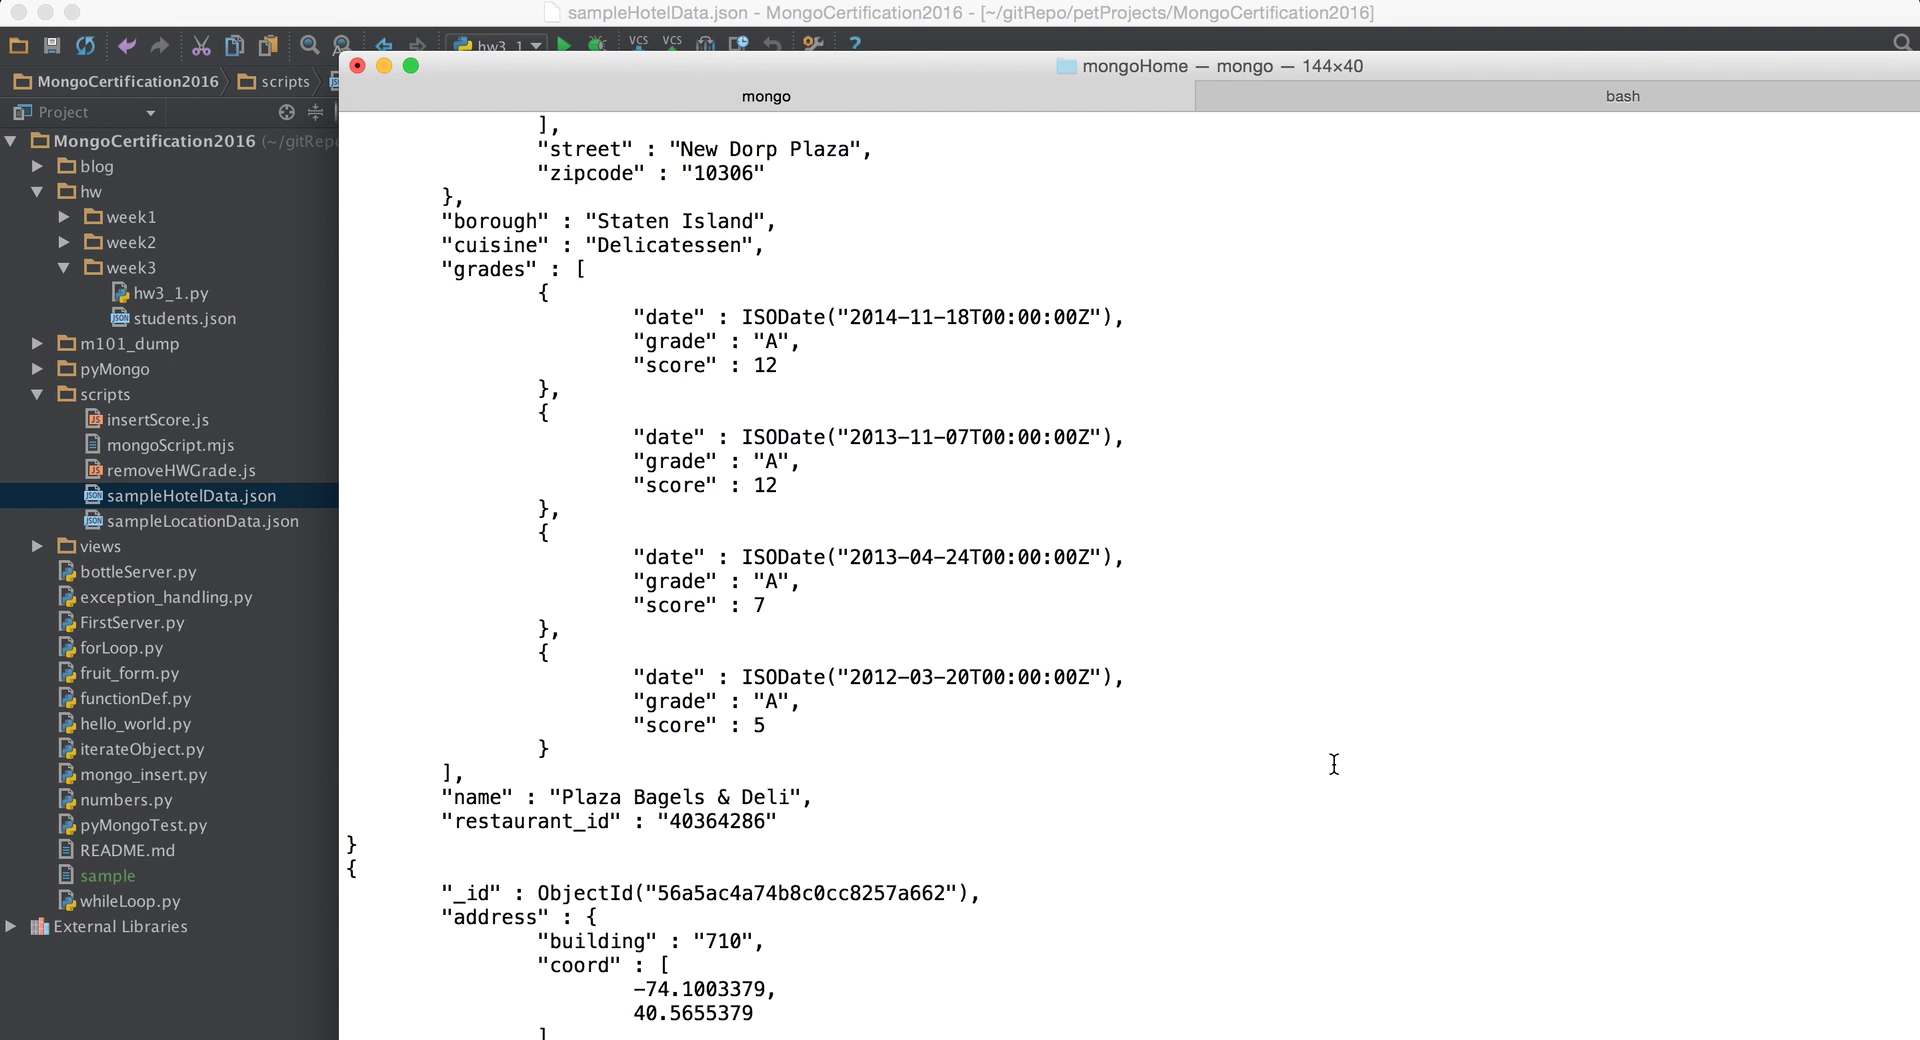 sampleHotelData.json - MongoCertification2016 - [~/gitRepo/petProjects/MongoCertification2016]
hw3_1
VCS
VCS
?
MongoCertification2016
scripts
Project
MongoCertification2016 (~/gitRepo
blog
hw
week1
week2
week3
hw3_1.py
students.json
m101_dump
pyMongo
scripts
insertScore.js
mongoScript.mjs
removeHWGrade.js
sampleHotelData.json
sampleLocationData.json
views
bottleServer.py
exception_handling.py
FirstServer.py
forLoop.py
fruit_form.py
functionDef.py
hello_world.py
iterateObject.py
mongo_insert.py
numbers.py
pyMongoTest.py
README.md
sample
whileLoop.py
External Libraries
mongoHome — mongo — 144×40
mongo
bash
],
"street" : "New Dorp Plaza",
"zipcode" : "10306"
},
"borough" : "Staten Island",
"cuisine" : "Delicatessen",
"grades" : [
{
"date" : ISODate("2014-11-18T00:00:00Z"),
"grade" : "A",
"score" : 12
},
{
"date" : ISODate("2013-11-07T00:00:00Z"),
"grade" : "A",
"score" : 12
},
{
"date" : ISODate("2013-04-24T00:00:00Z"),
"grade" : "A",
"score" : 7
},
{
"date" : ISODate("2012-03-20T00:00:00Z"),
"grade" : "A",
"score" : 5
}
],
"name" : "Plaza Bagels & Deli",
"restaurant_id" : "40364286"
}
{
"_id" : ObjectId("56a5ac4a74b8c0cc8257a662"),
"address" : {
"building" : "710",
"coord" : [
-74.1003379,
40.5655379
]